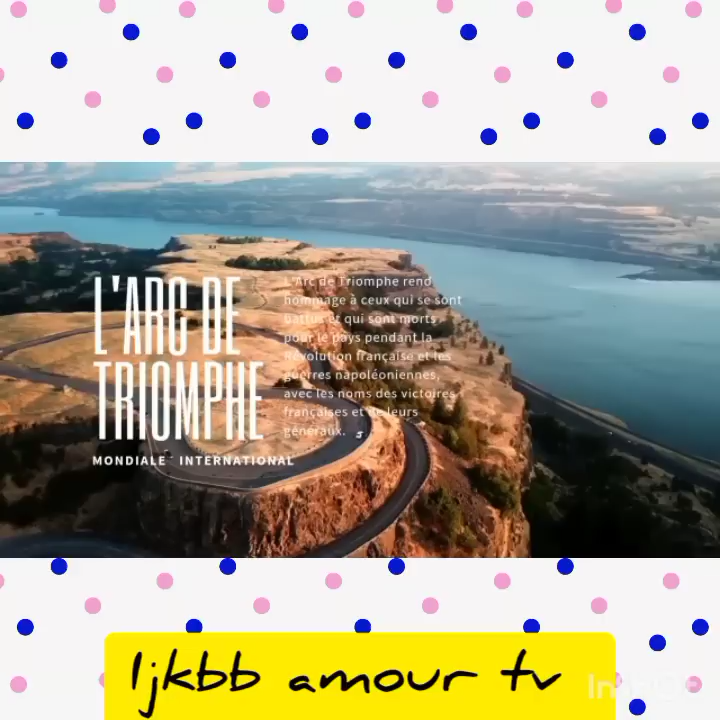 L'ARC DE
TRIOMPHE
MONDIALE INTERNATIONAL
L'Arc de Triomphe rend
hommage à ceux qui se sont
battus et qui sont morts
pour le pays pendant la
Révolution française et les
guerres napoléoniennes,
avec les noms des victoires
françaises et de leurs
généraux.
ljkbb amour tv